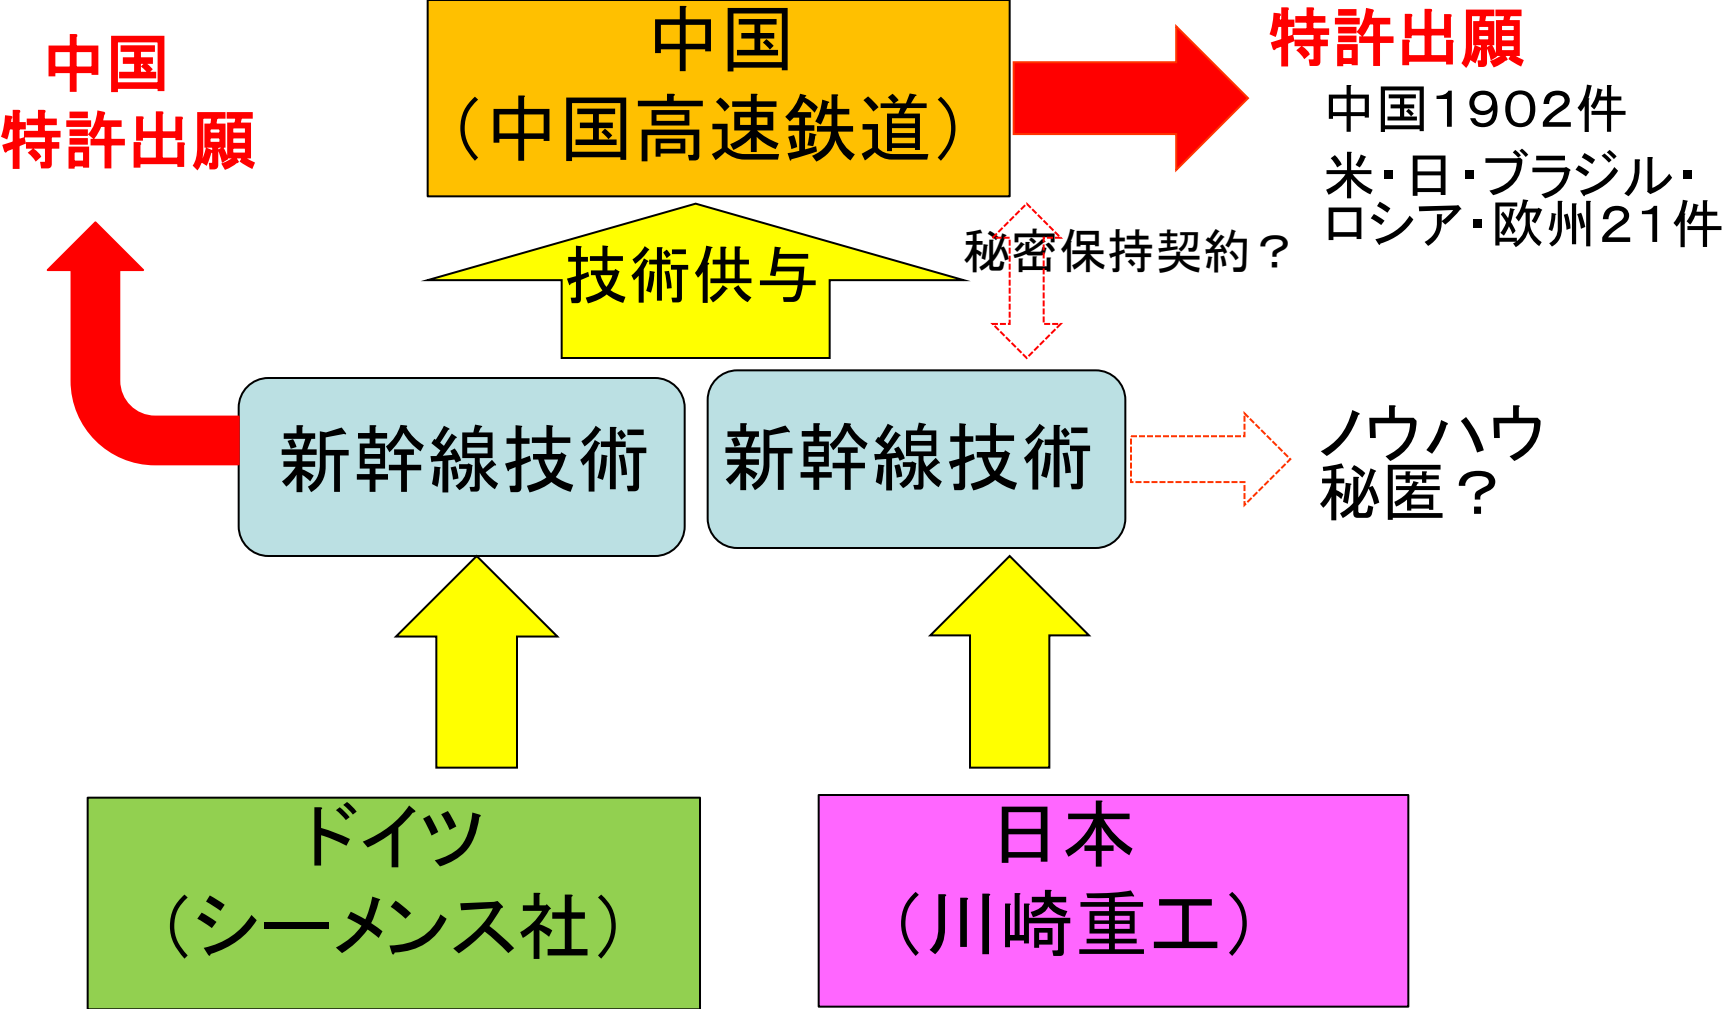 中国
特許出願
中国
（中国高速鉄道）
特許出願
中国１９０２件
米・日・ブラジル・
ロシア・欧州２１件
技術供与
秘密保持契約？
新幹線技術
新幹線技術
ノウハウ
秘匿？
ドイツ
（シーメンス社）
日本
（川崎重工）